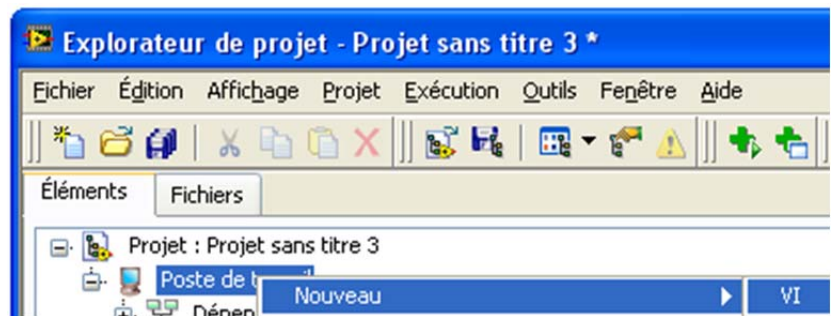 Explorateur de projet - Projet sans titre 3 *
Fichier Édition Affichage Projet Exécution Outils Fenêtre Aide
Éléments Fichiers
Projet : Projet sans titre 3
Poste de
Nouveau VI